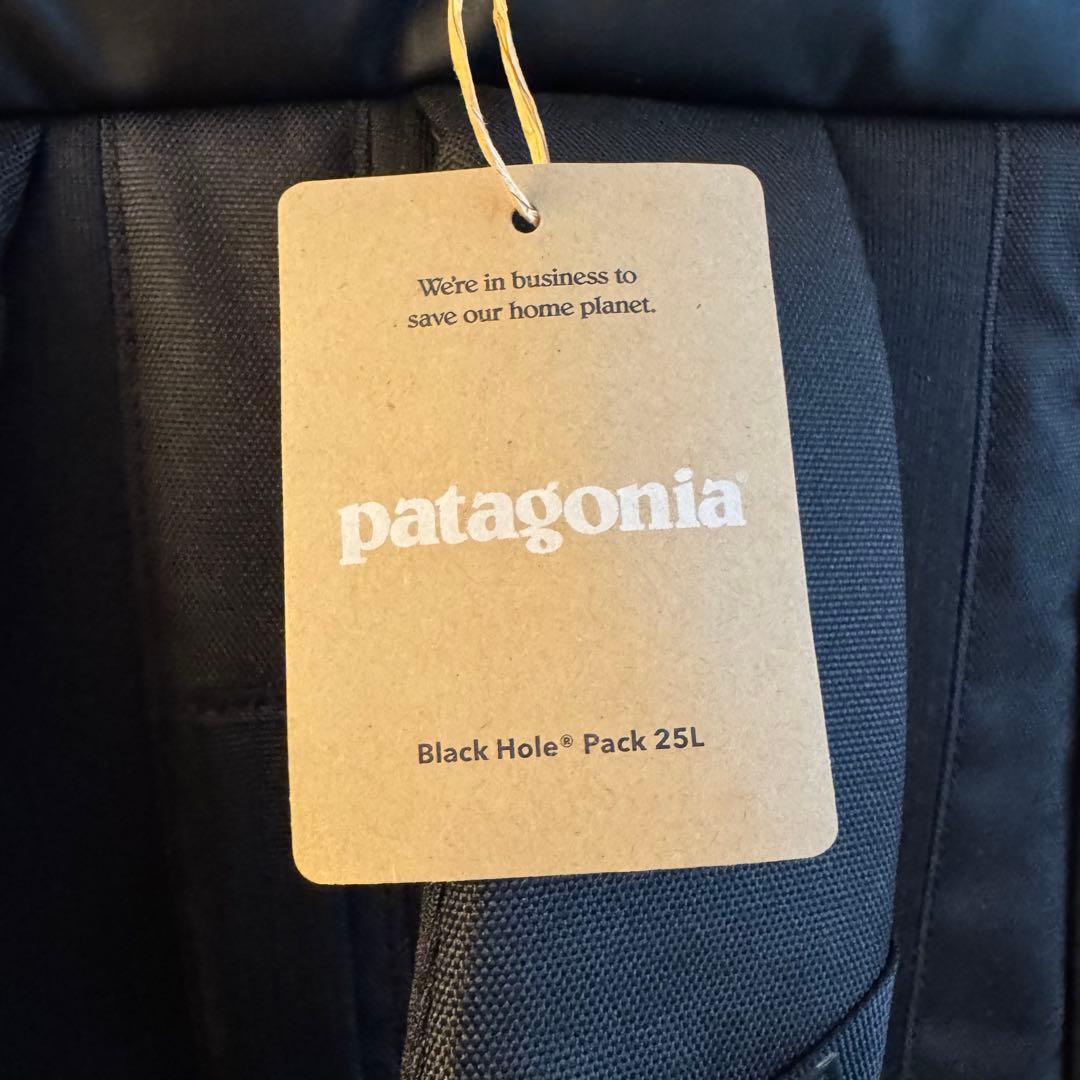 We're in business to
save our home planet.
patagonia®
Black Hole® Pack 25L